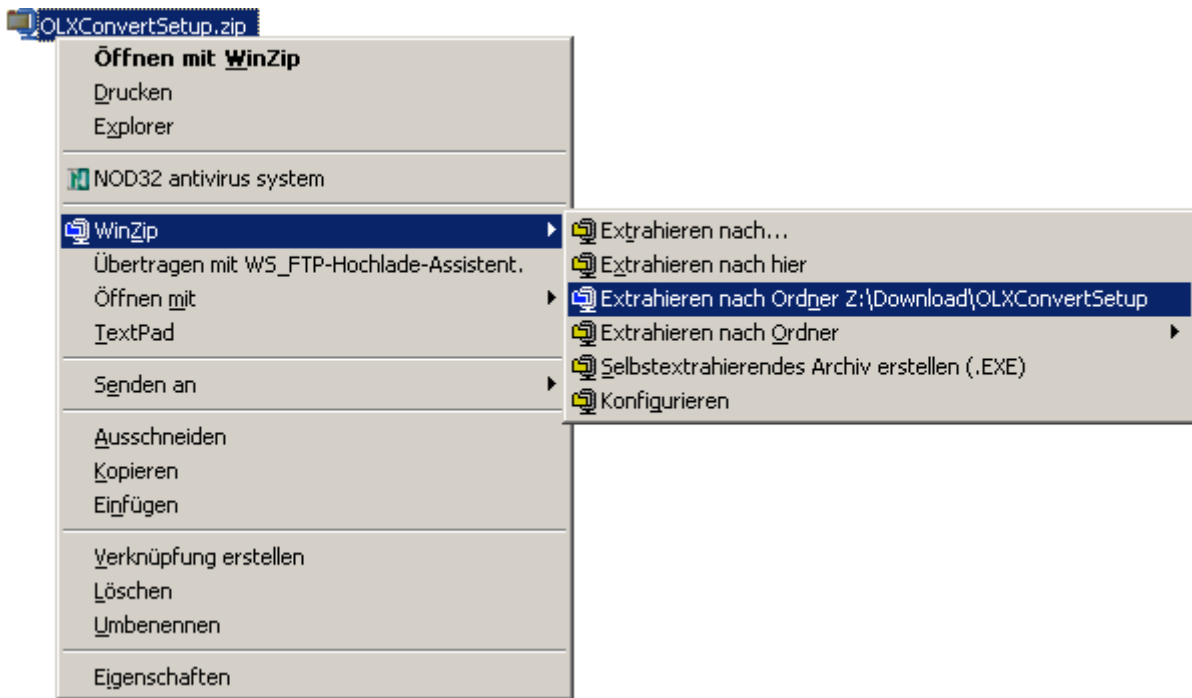 OLXConvertSetup.zip
Öffnen mit WinZip
Drucken
Explorer
NOD32 antivirus system
WinZip
Übertragen mit WS_FTP-Hochlade-Assistent.
Öffnen mit
TextPad
Senden an
Ausschneiden
Kopieren
Einfügen
Verknüpfung erstellen
Löschen
Umbenennen
Eigenschaften
Extrahieren nach...
Extrahieren nach hier
Extrahieren nach Ordner Z:\Download\OLXConvertSetup
Extrahieren nach Ordner
Selbstextrahierendes Archiv erstellen (.EXE)
Konfigurieren